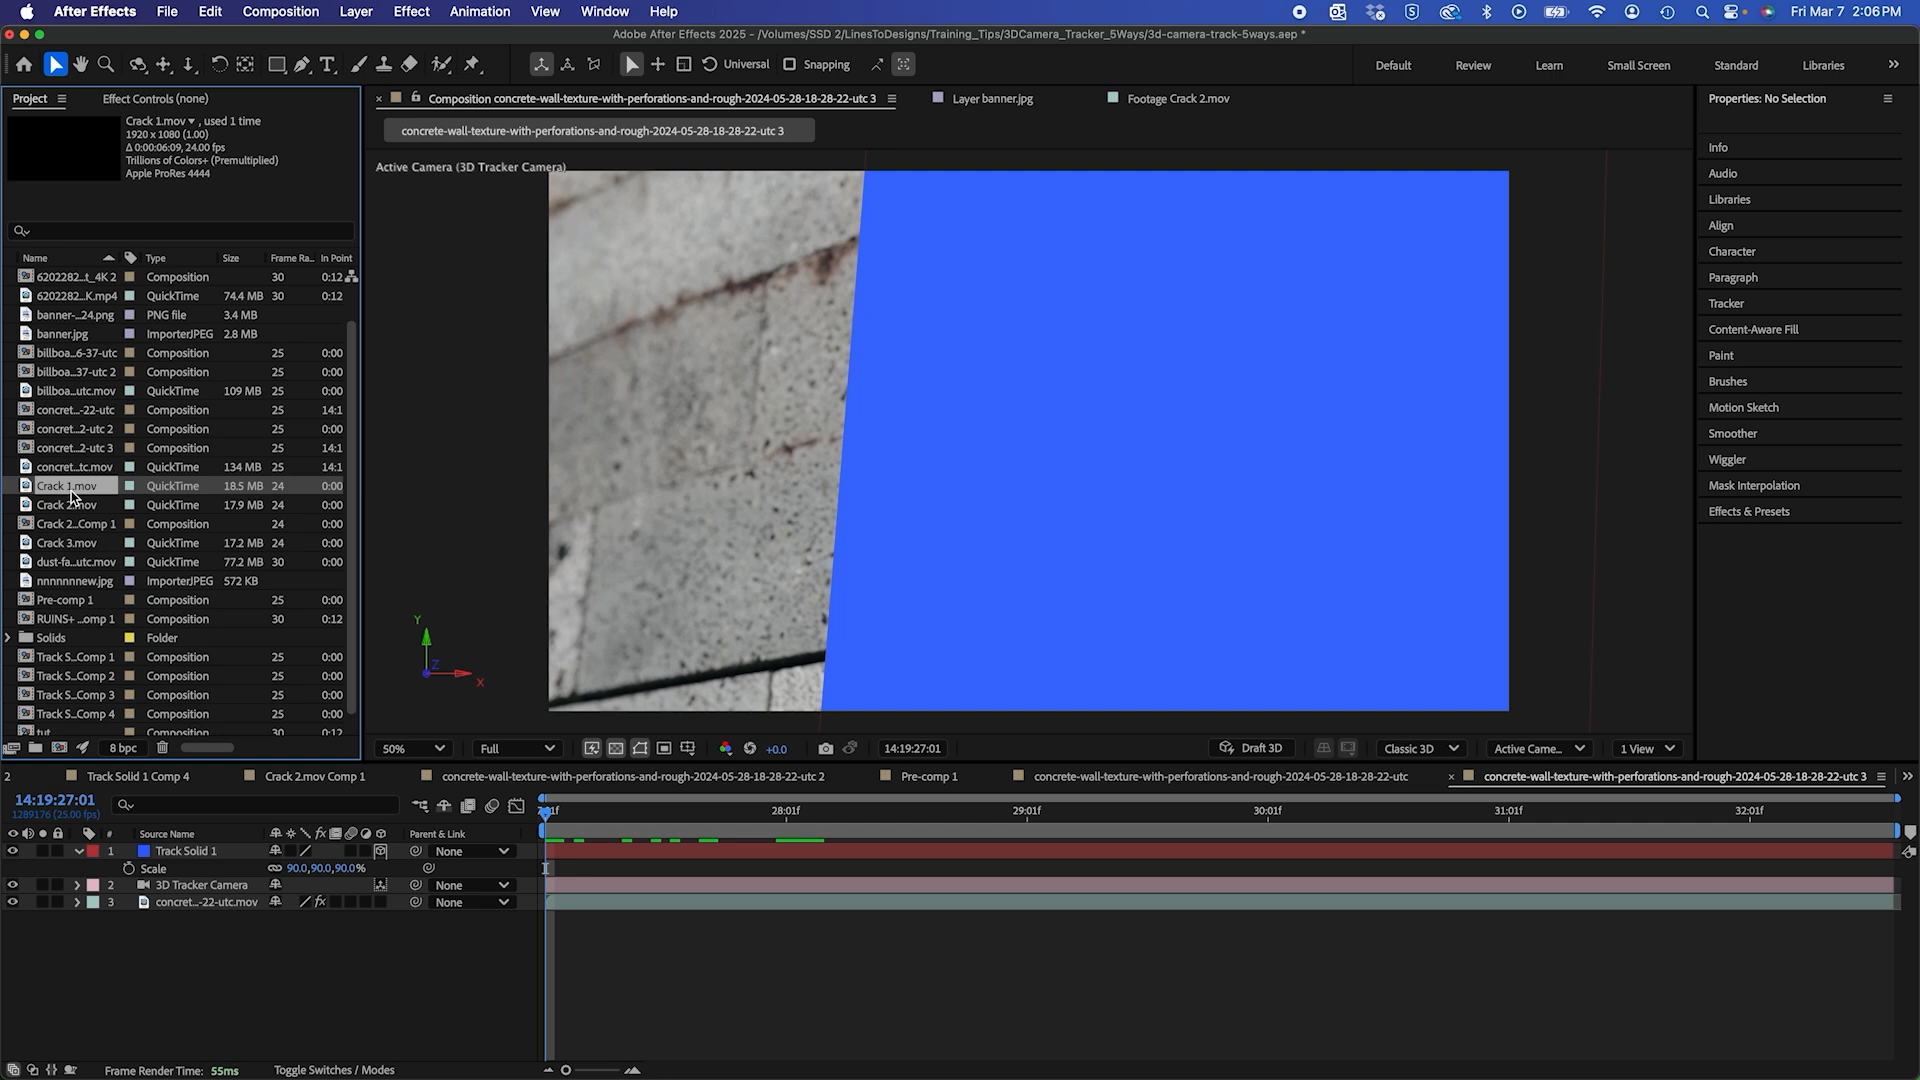 After Effects File Edit Composition Layer Effect Animation View Window Help Fri Mar 7 2:06 PM
Adobe After Effects 2025 - /Volumes/SSD 2/LinesToDesigns/Training_Tips/3DCamera_Tracker_5Ways/3d-camera-track-5ways.aep *
Universal Snapping Default Review Learn Small Screen Standard Libraries
Project Effect Controls (none)
Crack 1.mov ▾ , used 1 time
1920 x 1080 (1.00)
Δ 0:00:06:09, 24.00 fps
Trillions of Colors+ (Premultiplied)
Apple ProRes 4444
Name Type Size Frame Ra... In Point
6202282...t_4K 2 Composition 30 0:12
6202282...K.mp4 QuickTime 74.4 MB 30 0:12
banner-...24.png PNG file 3.4 MB
banner.jpg ImporterJPEG 2.8 MB
billboa...6-37-utc Composition 25 0:00
billboa...37-utc 2 Composition 25 0:00
billboa...utc.mov QuickTime 109 MB 25 0:00
concret...-22-utc Composition 25 14:1
concret...2-utc 2 Composition 25 0:00
concret...2-utc 3 Composition 25 14:1
concret...tc.mov QuickTime 134 MB 25 14:1
Crack 1.mov QuickTime 18.5 MB 24 0:00
Crack 2.mov QuickTime 17.9 MB 24 0:00
Crack 2...Comp 1 Composition 24 0:00
Crack 3.mov QuickTime 17.2 MB 24 0:00
dust-fa...utc.mov QuickTime 77.2 MB 30 0:00
nnnnnnnew.jpg ImporterJPEG 572 KB
Pre-comp 1 Composition 25 0:00
RUINS+ ...omp 1 Composition 30 0:12
Solids Folder
Track S...Comp 1 Composition 25 0:00
Track S...Comp 2 Composition 25 0:00
Track S...Comp 3 Composition 25 0:00
Track S...Comp 4 Composition 25 0:00
tut Composition 30 0:12
8 bpc
Composition concrete-wall-texture-with-perforations-and-rough-2024-05-28-18-28-22-utc 3 Layer banner.jpg Footage Crack 2.mov
concrete-wall-texture-with-perforations-and-rough-2024-05-28-18-28-22-utc 3
Active Camera (3D Tracker Camera)
Y
Z
X
50% Full +0.0 14:19:27:01 Draft 3D Classic 3D Active Came... 1 View
Properties: No Selection
Info
Audio
Libraries
Align
Character
Paragraph
Tracker
Content-Aware Fill
Paint
Brushes
Motion Sketch
Smoother
Wiggler
Mask Interpolation
Effects & Presets
2 Track Solid 1 Comp 4 Crack 2.mov Comp 1 concrete-wall-texture-with-perforations-and-rough-2024-05-28-18-28-22-utc 2 Pre-comp 1 concrete-wall-texture-with-perforations-and-rough-2024-05-28-18-28-22-utc concrete-wall-texture-with-perforations-and-rough-2024-05-28-18-28-22-utc 3
14:19:27:01
1289176 (25.00 fps)
28:01f 29:01f 30:01f 31:01f 32:01f
# Source Name fx Parent & Link
1 Track Solid 1 None
Scale 90.0,90.0,90.0%
2 3D Tracker Camera None
3 concret...-22-utc.mov fx None
Frame Render Time: 55ms Toggle Switches / Modes